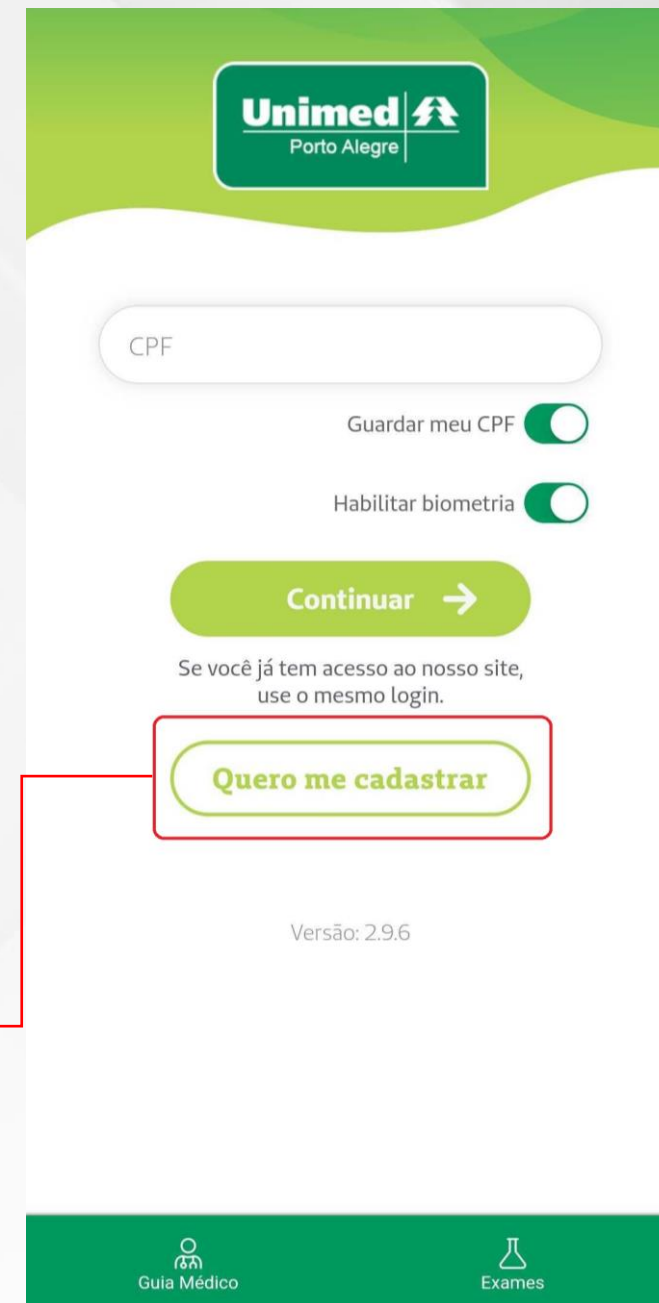 Unimed
Porto Alegre
CPF
Guardar meu CPF
Habilitar biometria
Continuar
Se você já tem acesso ao nosso site,
use o mesmo login.
Quero me cadastrar
Versão: 2.9.6
Guia Médico
Exames